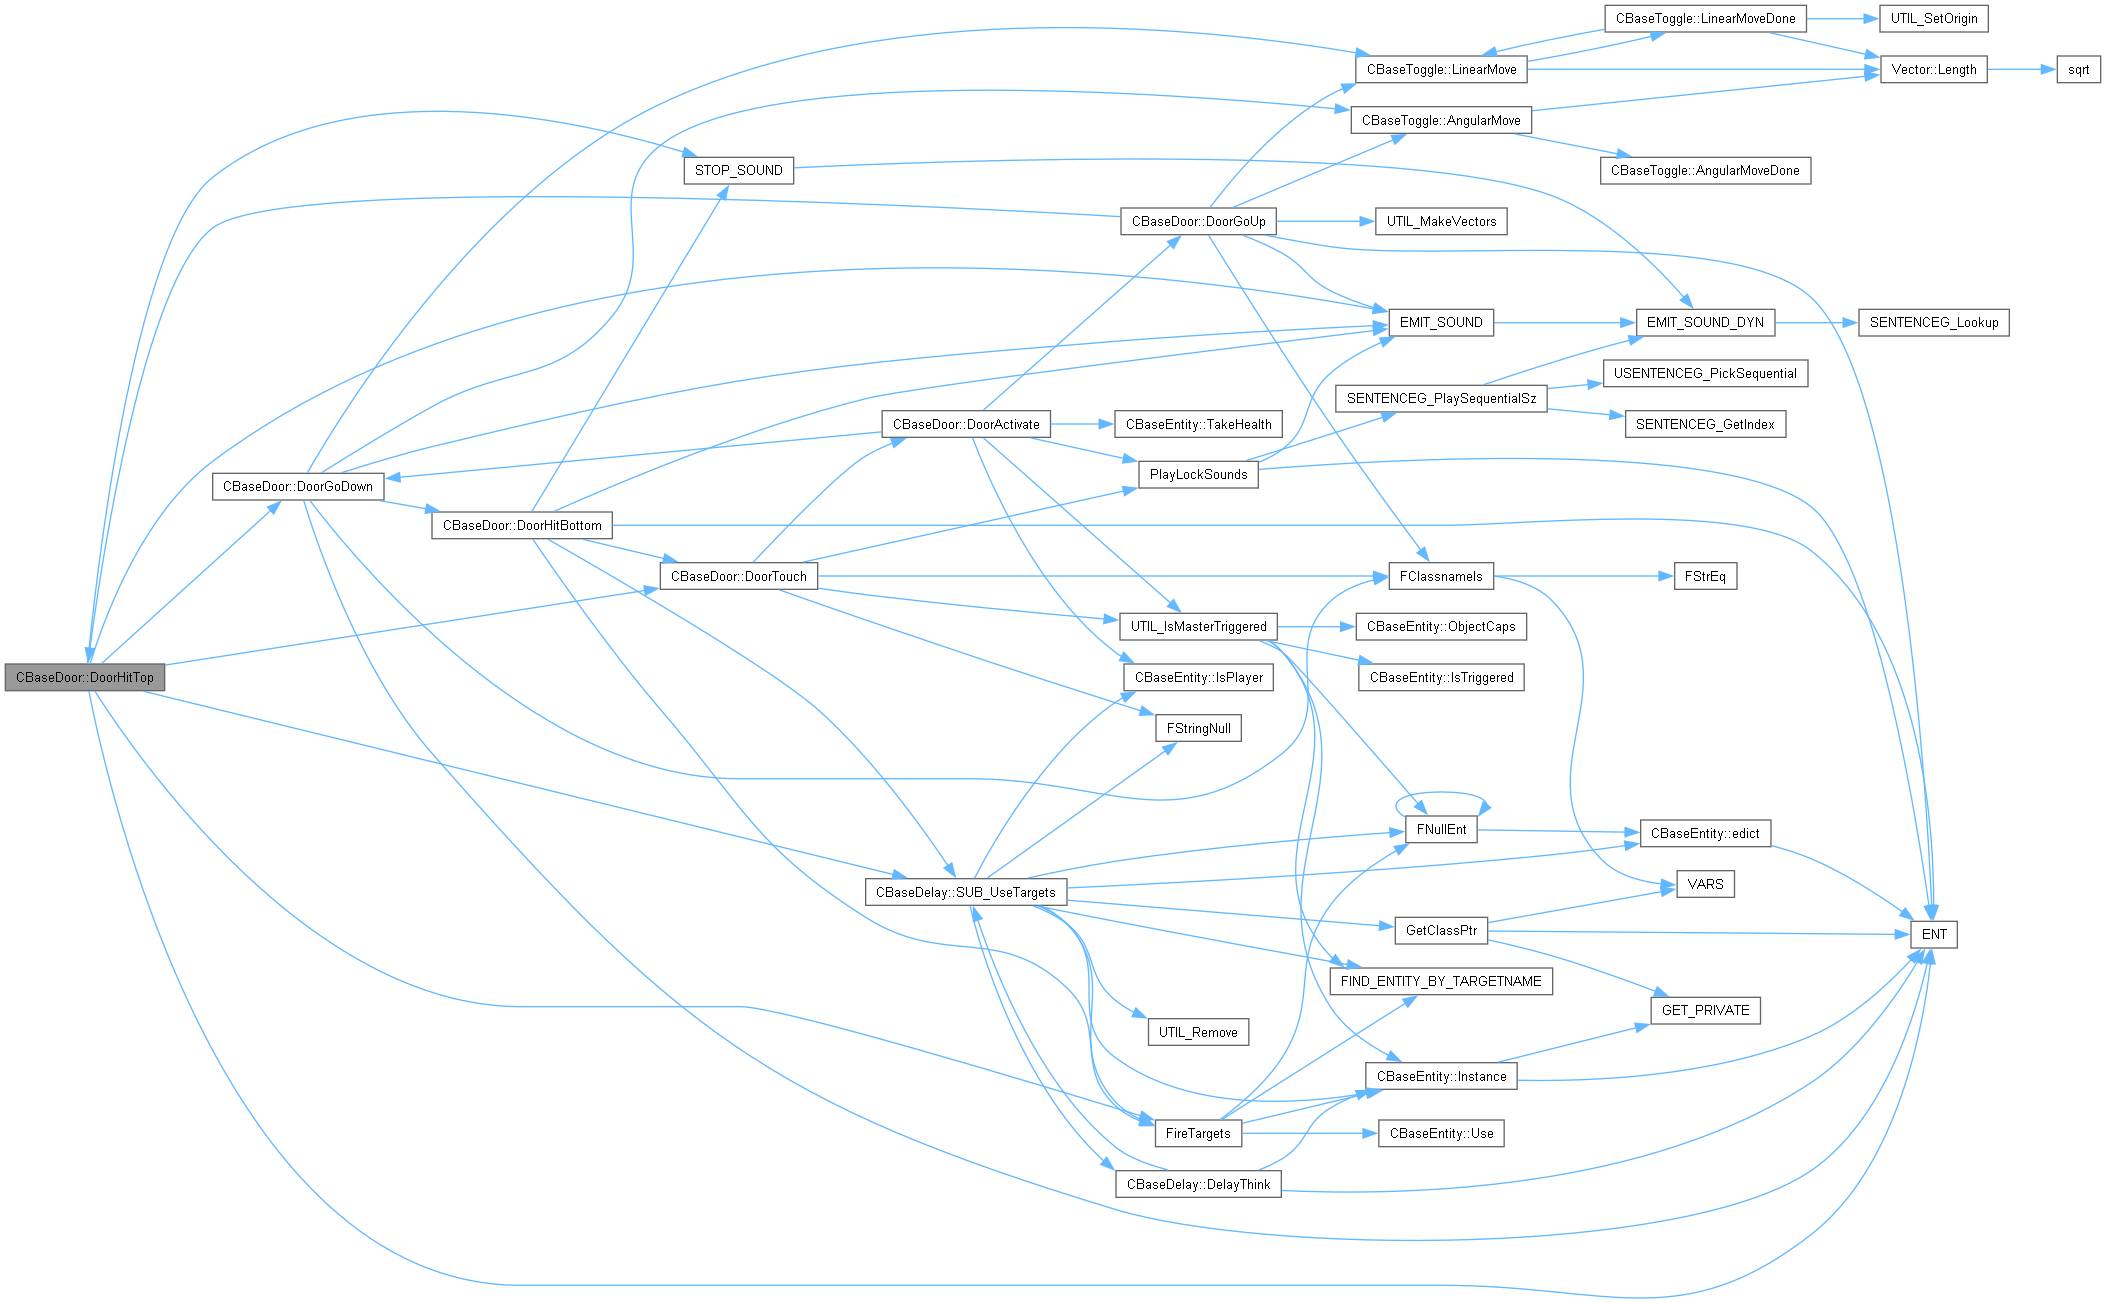 CBaseToggle::LinearMoveDone
UTIL_SetOrigin
CBaseToggle::LinearMove
Vector::Length
sqrt
CBaseToggle::AngularMove
STOP_SOUND
CBaseToggle::AngularMoveDone
CBaseDoor::DoorGoUp
UTIL_MakeVectors
EMIT_SOUND
EMIT_SOUND_DYN
SENTENCEG_Lookup
USENTENCEG_PickSequential
SENTENCEG_PlaySequentialSz
CBaseDoor::DoorActivate
CBaseEntity::TakeHealth
SENTENCEG_GetIndex
PlayLockSounds
CBaseDoor::DoorGoDown
CBaseDoor::DoorHitBottom
CBaseDoor::DoorTouch
FClassnameIs
FStrEq
UTIL_IsMasterTriggered
CBaseEntity::ObjectCaps
CBaseDoor::DoorHitTop
CBaseEntity::IsPlayer
CBaseEntity::IsTriggered
FStringNull
FNullEnt
CBaseEntity::edict
CBaseDelay::SUB_UseTargets
VARS
GetClassPtr
ENT
FIND_ENTITY_BY_TARGETNAME
GET_PRIVATE
UTIL_Remove
CBaseEntity::Instance
FireTargets
CBaseEntity::Use
CBaseDelay::DelayThink